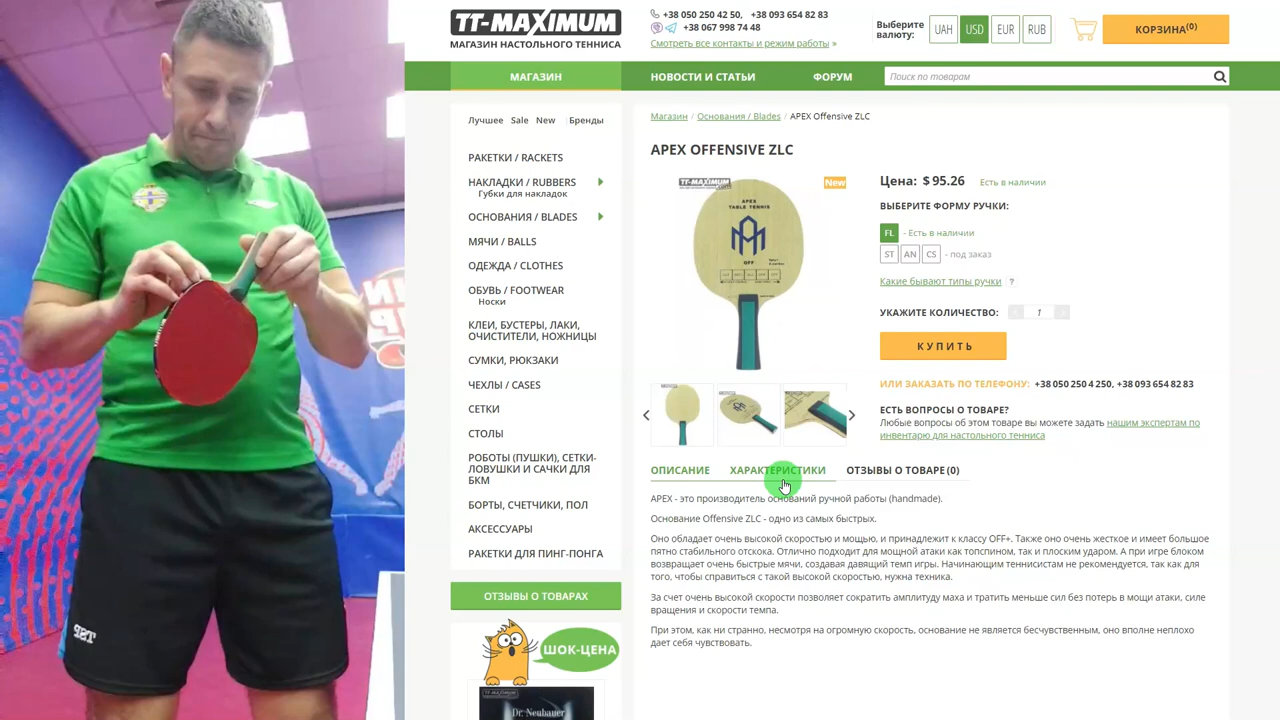 TT-MAXIMUM
МАГАЗИН НАСТОЛЬНОГО ТЕННИСА
+38 050 250 42 50, +38 093 654 82 83
+38 067 998 74 48
Смотреть все контакты и режим работы »
Выберите
валюту:
UAH
USD
EUR
RUB
КОРЗИНА(0)
МАГАЗИН
НОВОСТИ И СТАТЬИ
ФОРУМ
Поиск по товарам
Лучшее Sale New Бренды
РАКЕТКИ / RACKETS
НАКЛАДКИ / RUBBERS
Губки для накладок
ОСНОВАНИЯ / BLADES
МЯЧИ / BALLS
ОДЕЖДА / CLOTHES
ОБУВЬ / FOOTWEAR
Носки
КЛЕИ, БУСТЕРЫ, ЛАКИ,
ОЧИСТИТЕЛИ, НОЖНИЦЫ
СУМКИ, РЮКЗАКИ
ЧЕХЛЫ / CASES
СЕТКИ
СТОЛЫ
РОБОТЫ (ПУШКИ), СЕТКИ-
ЛОВУШКИ И САЧКИ ДЛЯ
БКМ
БОРТЫ, СЧЕТЧИКИ, ПОЛ
АКСЕССУАРЫ
РАКЕТКИ ДЛЯ ПИНГ-ПОНГА
ОТЗЫВЫ О ТОВАРАХ
ШОК-ЦЕНА
TT-MAXIMUM
Dr. Neubauer
Магазин / Основания / Blades / APEX Offensive ZLC
APEX OFFENSIVE ZLC
TT-MAXIMUM
New
APEX
TABLE TENNIS
OFF
Цена: $ 95.26 Есть в наличии
ВЫБЕРИТЕ ФОРМУ РУЧКИ:
FL - Есть в наличии
ST AN CS - под заказ
Какие бывают типы ручки ?
УКАЖИТЕ КОЛИЧЕСТВО: 1
КУПИТЬ
ИЛИ ЗАКАЗАТЬ ПО ТЕЛЕФОНУ: +38 050 250 4 250, +38 093 654 82 83
ЕСТЬ ВОПРОСЫ О ТОВАРЕ?
Любые вопросы об этом товаре вы можете задать нашим экспертам по
инвентарю для настольного тенниса
ОПИСАНИЕ
ХАРАКТЕРИСТИКИ
ОТЗЫВЫ О ТОВАРЕ (0)
APEX - это производитель оснований ручной работы (handmade).
Основание Offensive ZLC - одно из самых быстрых.
Оно обладает очень высокой скоростью и мощью, и принадлежит к классу OFF+. Также оно очень жесткое и имеет большое
пятно стабильного отскока. Отлично подходит для мощной атаки как топспином, так и плоским ударом. А при игре блоком
возвращает очень быстрые мячи, создавая давящий темп игры. Начинающим теннисистам не рекомендуется, так как для
того, чтобы справиться с такой высокой скоростью, нужна техника.
За счет очень высокой скорости позволяет сократить амплитуду маха и тратить меньше сил без потерь в мощи атаки, силе
вращения и скорости темпа.
При этом, как ни странно, несмотря на огромную скорость, основание не является бесчувственным, оно вполне неплохо
дает себя чувствовать.
TSP